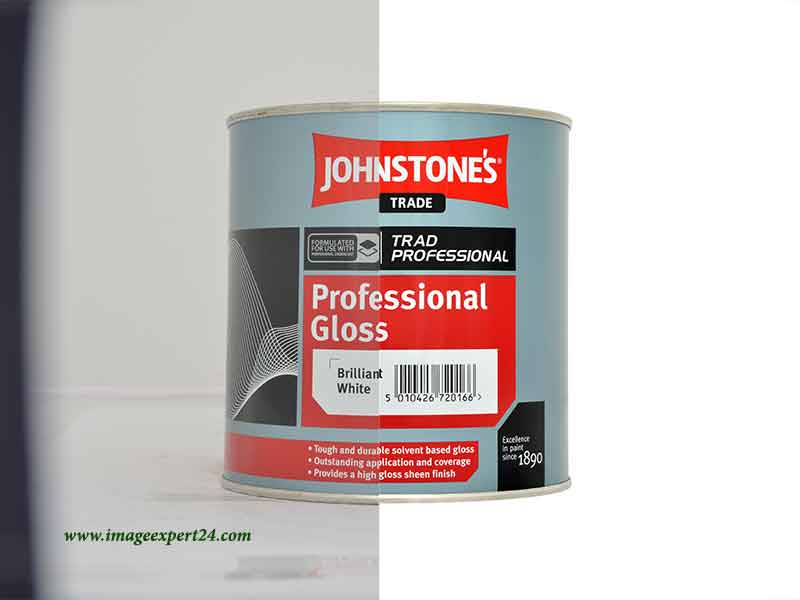 JOHNSTONE'S®
TRADE
FORMULATED
FOR USE WITH
TRAD
PROFESSIONAL
Professional
Gloss
Brilliant
White
5 010426 720166 >
• Tough and durable solvent based gloss
• Outstanding application and coverage
• Provides a high gloss sheen finish
Excellence
in paint
since 1890
www.imageexpert24.com